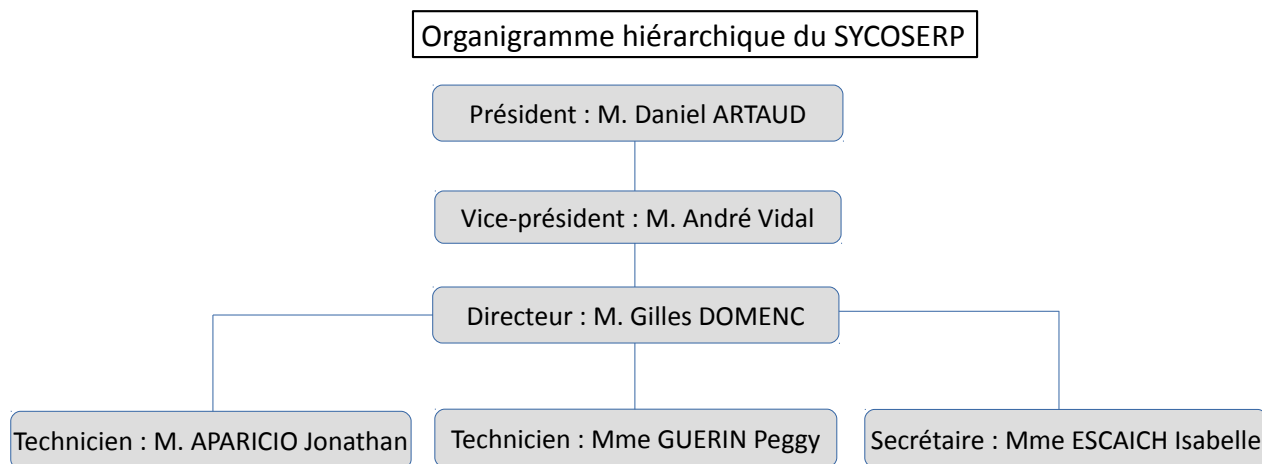 Organigramme hiérarchique du SYCOSERP
Président : M. Daniel ARTAUD
Vice-président : M. André Vidal
Directeur : M. Gilles DOMENC
Technicien : M. APARICIO Jonathan
Technicien : Mme GUERIN Peggy
Secrétaire : Mme ESCAICH Isabelle